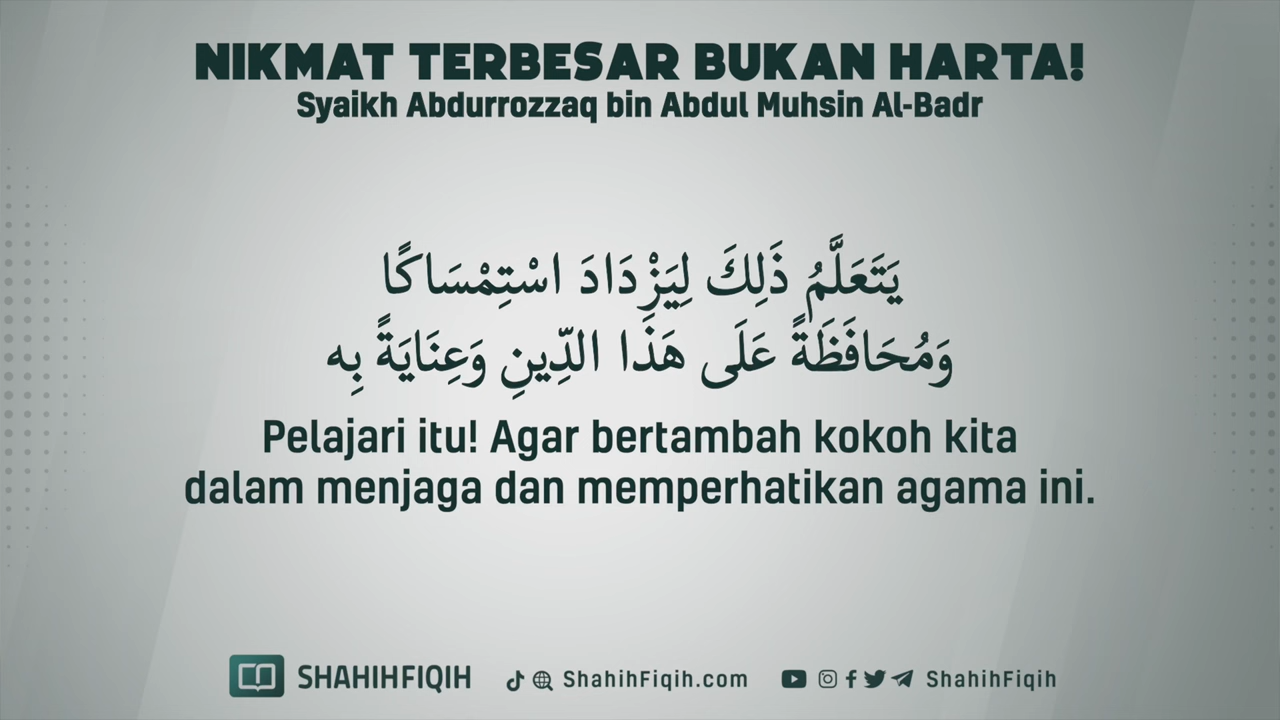 NIKMAT TERBESAR BUKAN HARTA!
Syaikh Abdurrozzaq bin Abdul Muhsin Al-Badr
يَتَعَلَّمُ ذَلِكَ لِيَزْدَادَ اسْتِمْسَاكًا
وَمُحَافَظَةً عَلَى هَذَا الدِّينِ وَعِنَايَةً بِه
Pelajari itu! Agar bertambah kokoh kita
dalam menjaga dan memperhatikan agama ini.
SHAHIHFIQIH ShahihFiqih.com ShahihFiqih